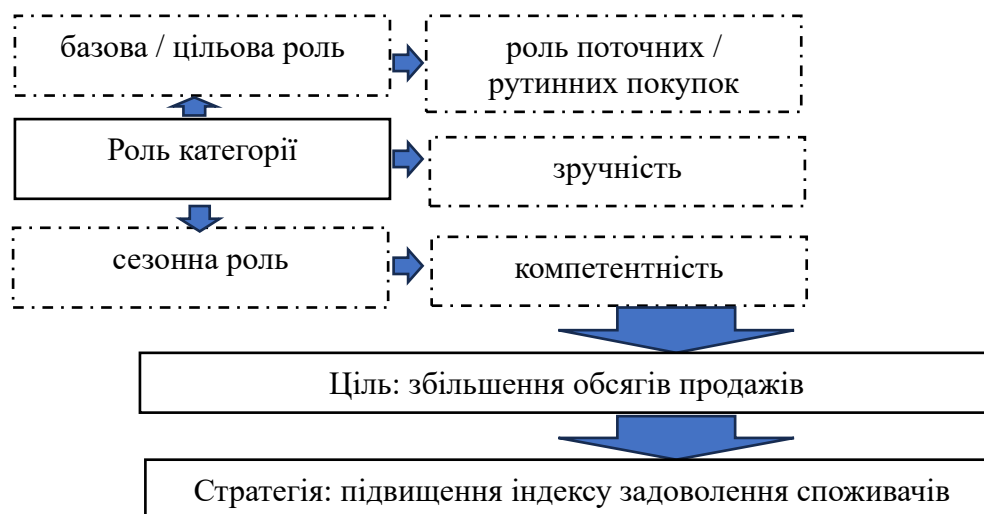 базова / цільова роль
роль поточних /
рутинних покупок
Роль категорії
зручність
сезонна роль
компетентність
Ціль: збільшення обсягів продажів
Стратегія: підвищення індексу задоволення споживачів